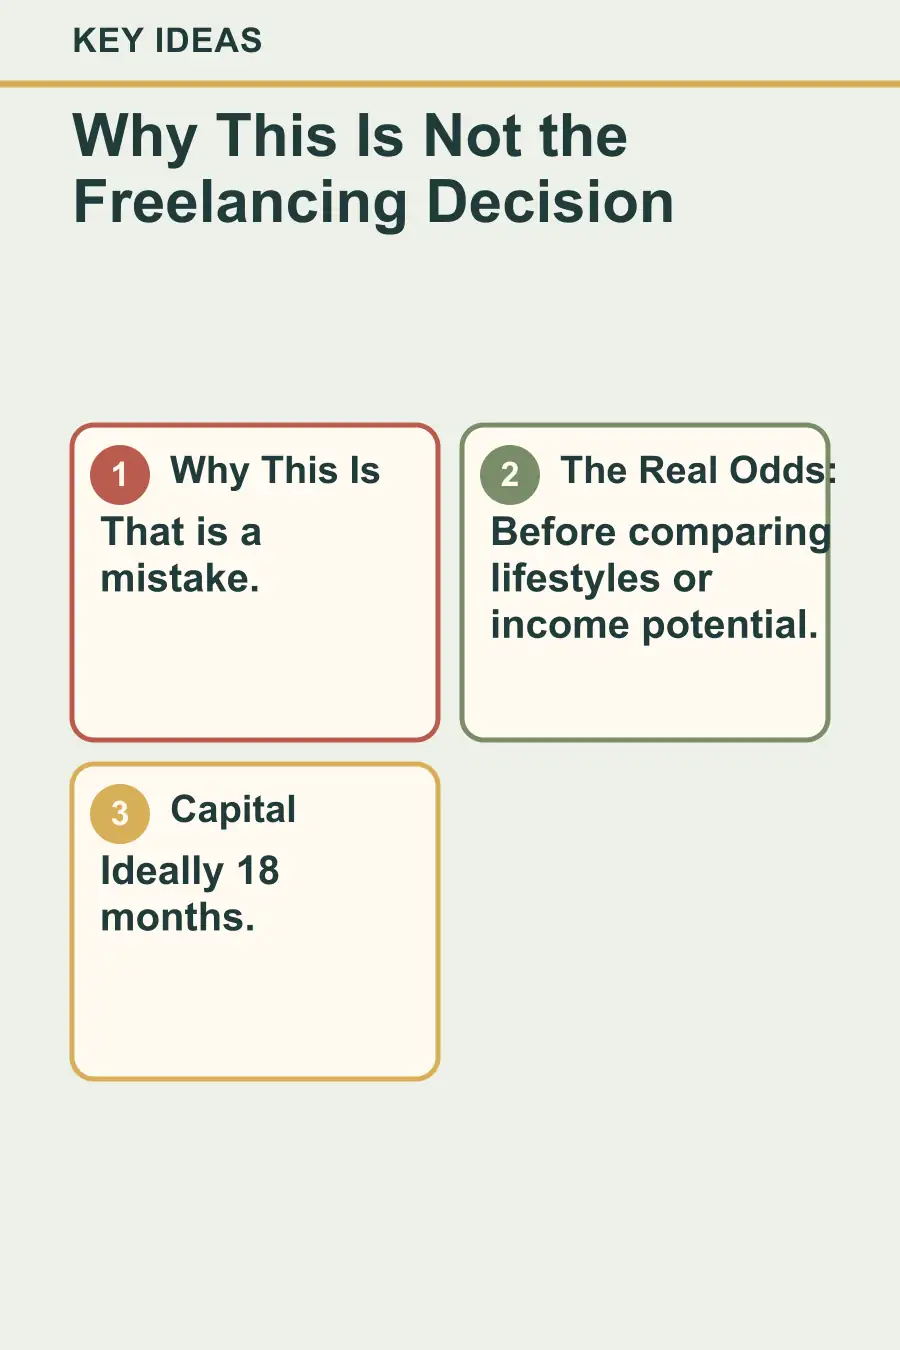 KEY IDEAS
Why This Is Not the
Freelancing Decision
1 Why This Is
That is a
mistake.
2 The Real Odds:
Before comparing
lifestyles or
income potential.
3 Capital
Ideally 18
months.